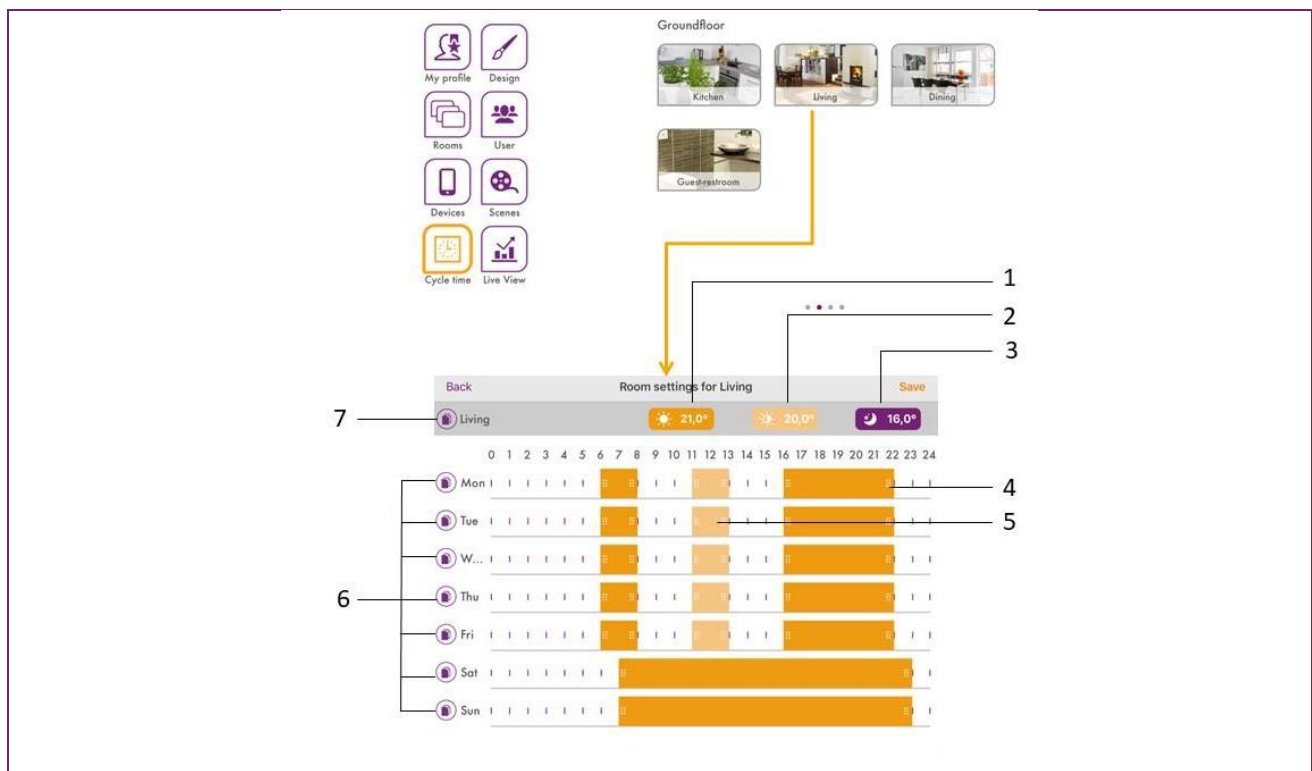 Groundfloor
My profile Design
Kitchen Living Dining
Rooms User
Guest-restroom
Devices Scenes
Cycle time Live View
1
2
3
Back Room settings for Living Save
7 Living 21,0° 20,0° 16,0°
0 1 2 3 4 5 6 7 8 9 10 11 12 13 14 15 16 17 18 19 20 21 22 23 24
Mon 4
Tue 5
W...
6 Thu
Fri
Sat
Sun